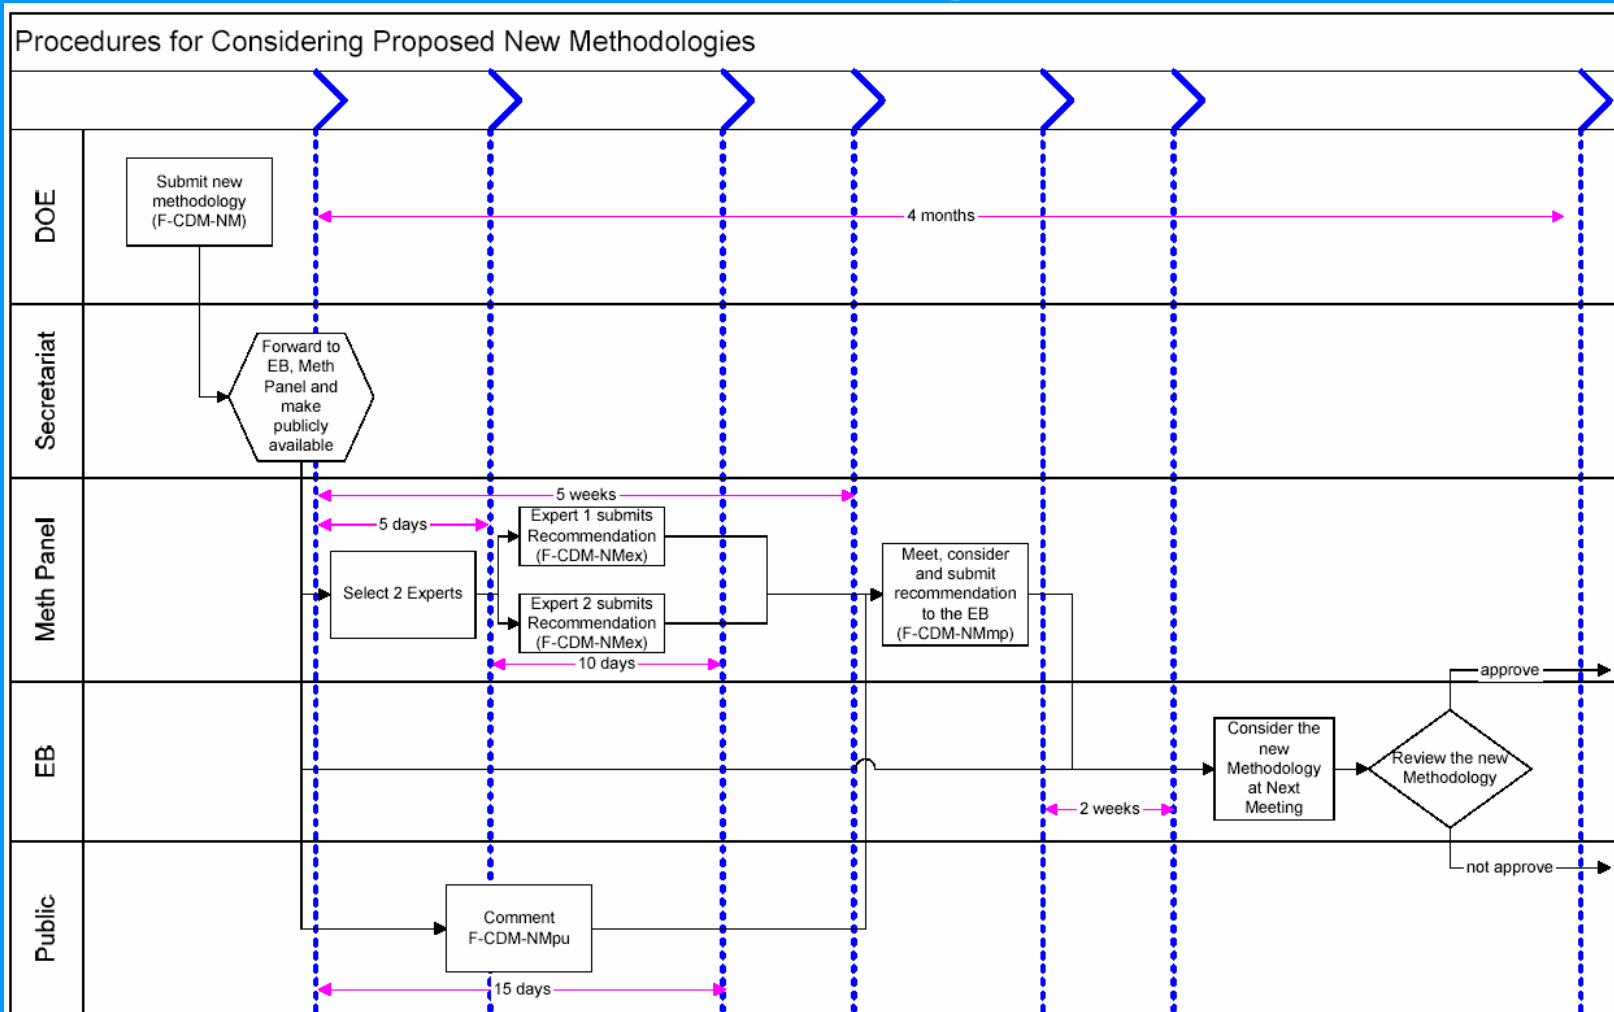 Procedures for Considering Proposed New Methodologies
DOE
Submit new
methodology
(F-CDM-NM)
4 months
Secretariat
Forward to
EB, Meth
Panel and
make
publicly
available
Meth Panel
5 weeks
5 days
Select 2 Experts
Expert 1 submits
Recommendation
(F-CDM-NMex)
Expert 2 submits
Recommendation
(F-CDM-NMex)
10 days
Meet, consider
and submit
recommendation
to the EB
(F-CDM-NMmp)
approve
EB
Consider the
new
Methodology
at Next
Meeting
Review the new
Methodology
2 weeks
not approve
Public
Comment
F-CDM-NMpu
15 days